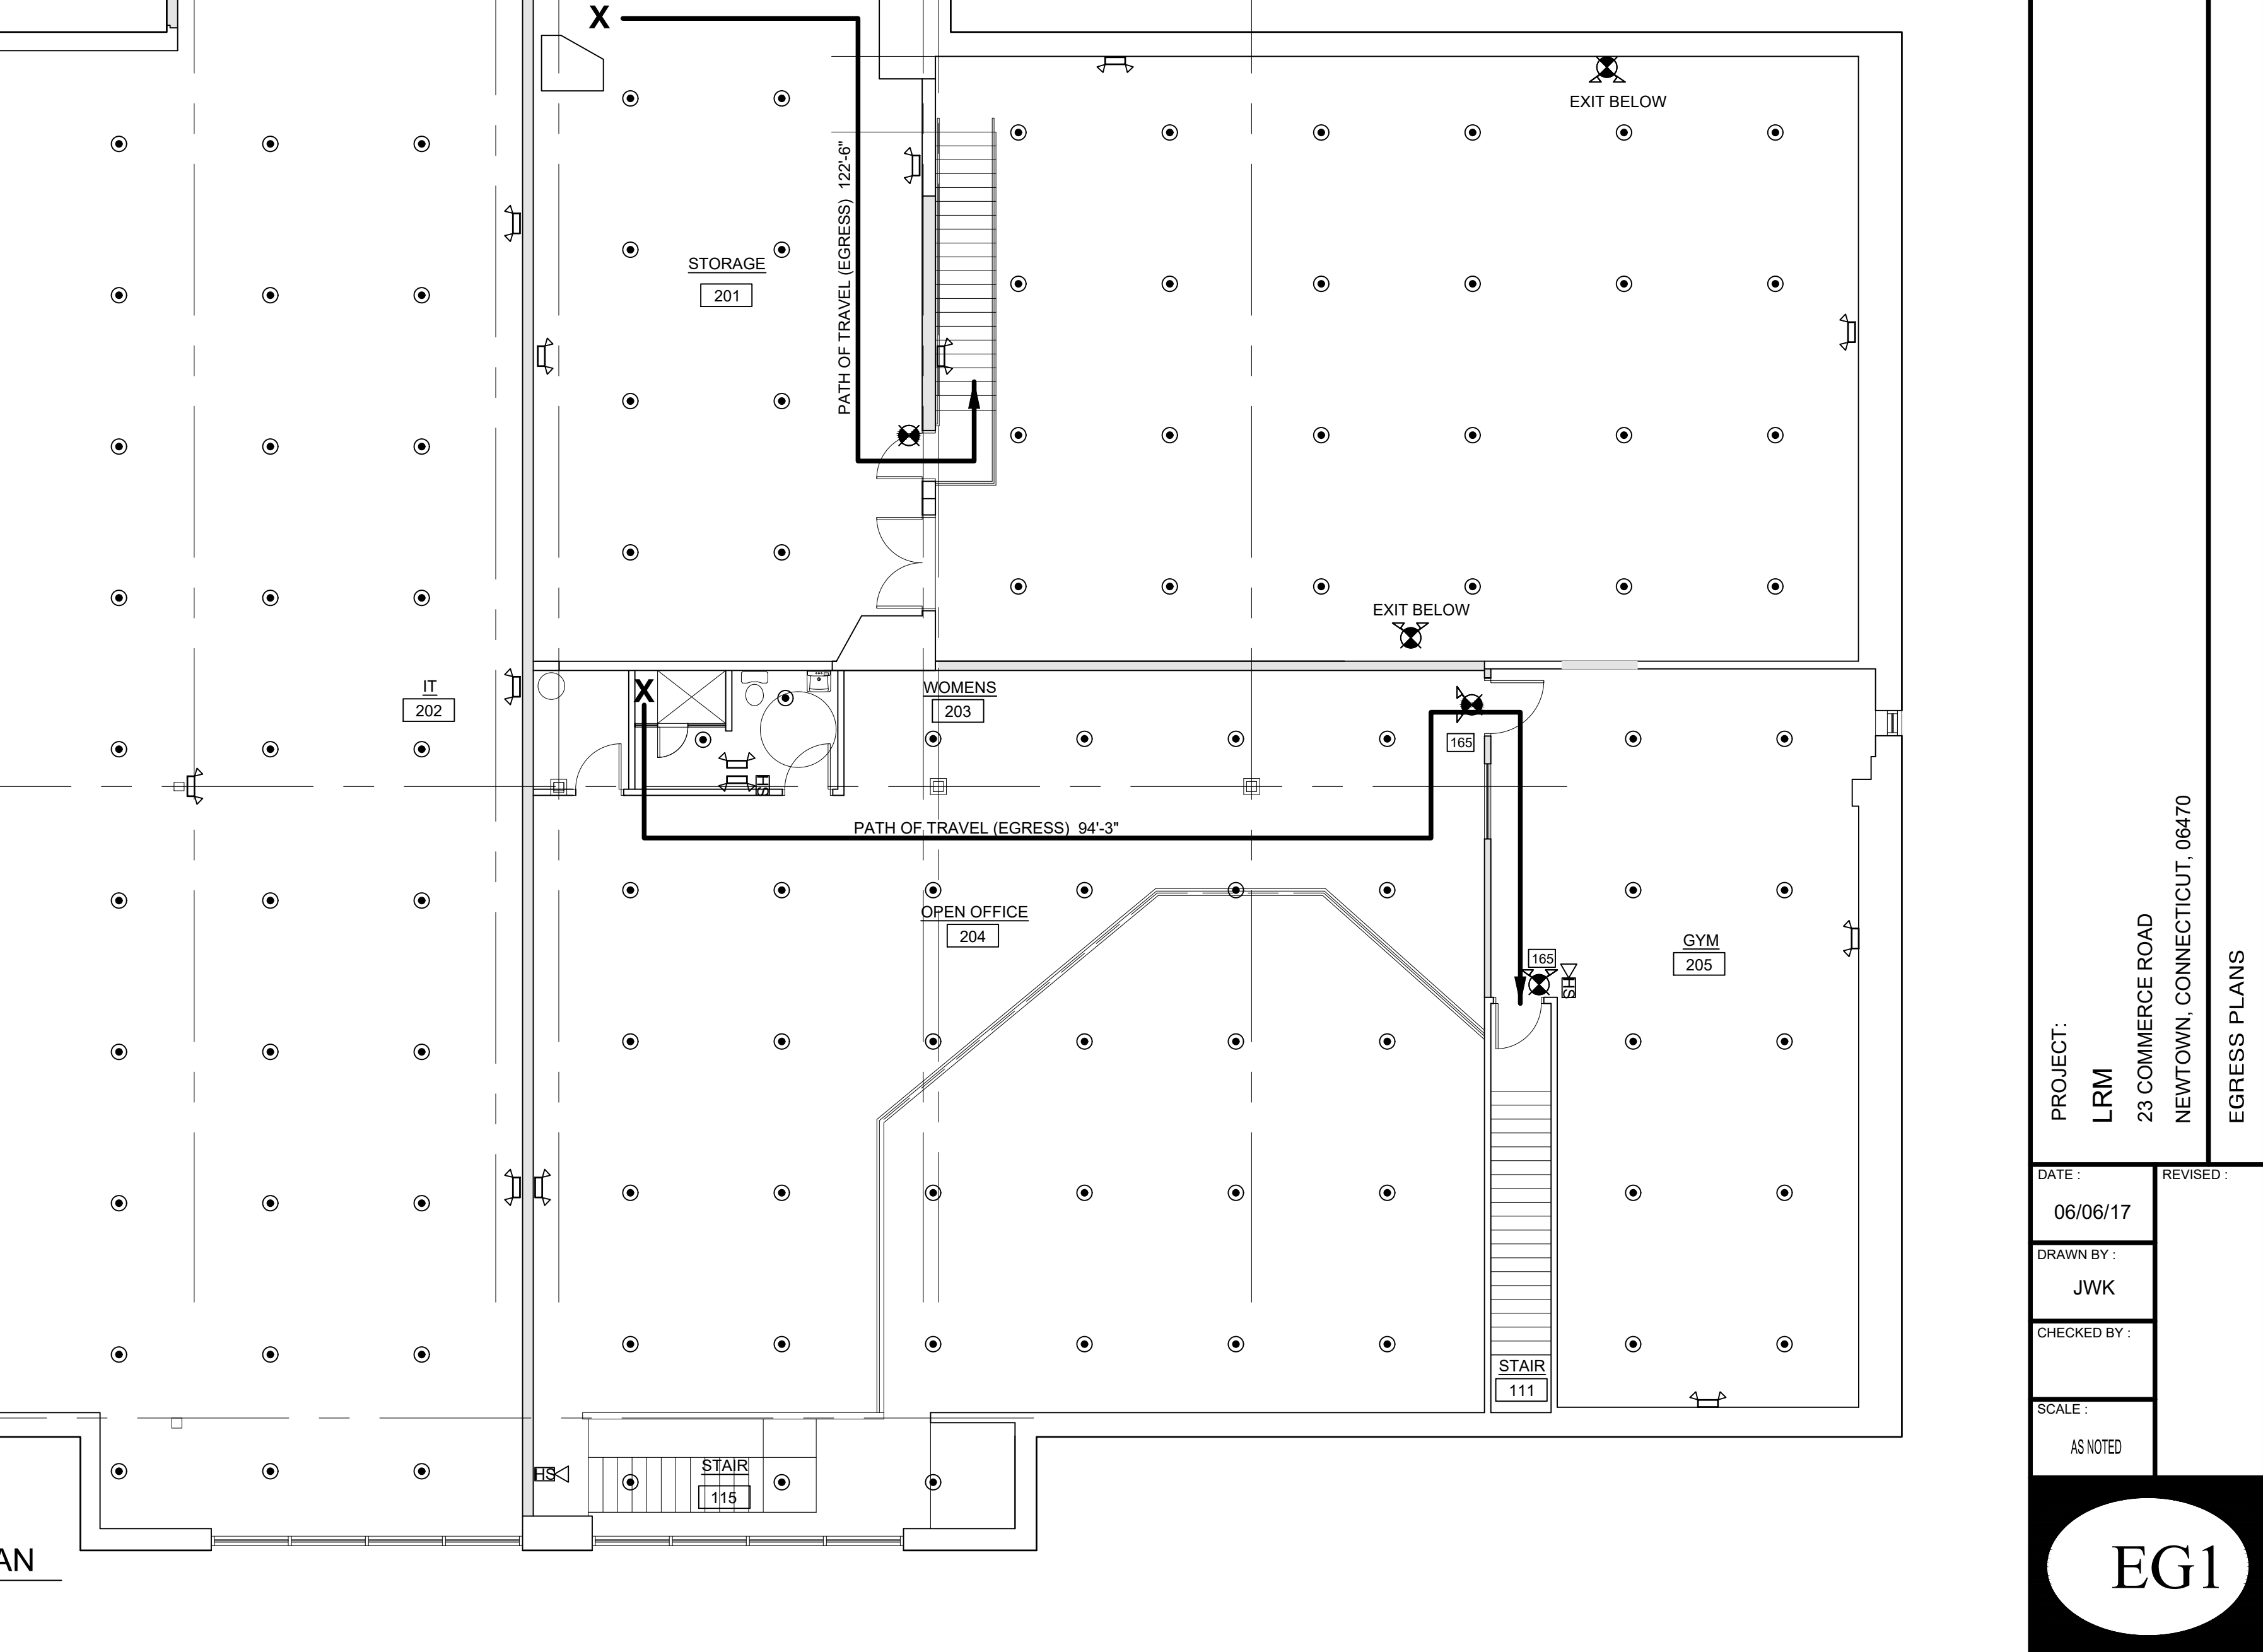 X
EXIT BELOW
PATH OF TRAVEL (EGRESS) 122'-6"
STORAGE
201
EXIT BELOW
IT
202
X
WOMENS
203
165
PATH OF TRAVEL (EGRESS) 94'-3"
OPEN OFFICE
204
GYM
205
165
HS
HS
STAIR
111
STAIR
115
HS
AN
PROJECT:
LRM
23 COMMERCE ROAD
NEWTOWN, CONNECTICUT, 06470
EGRESS PLANS
DATE :
06/06/17
REVISED :
DRAWN BY :
JWK
CHECKED BY :
SCALE :
AS NOTED
EG1